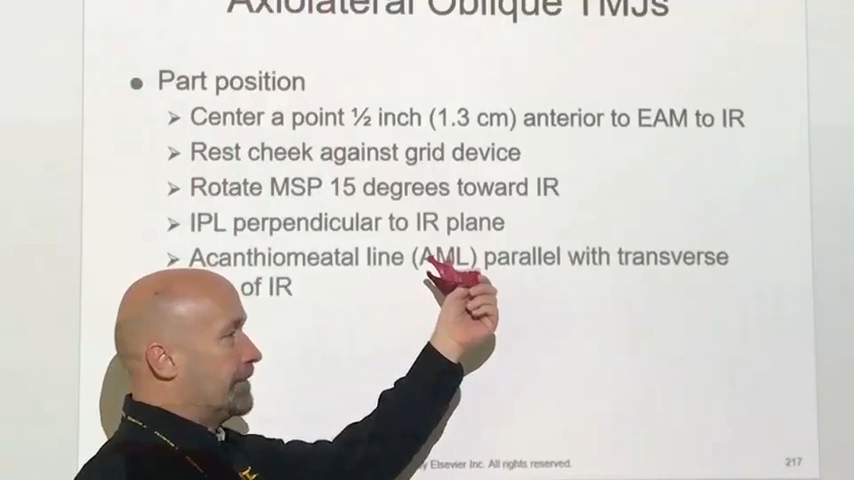 Axiolateral Oblique TMJs
Part position
Center a point ½ inch (1.3 cm) anterior to EAM to IR
Rest cheek against grid device
Rotate MSP 15 degrees toward IR
IPL perpendicular to IR plane
Acanthiomeatal line (AML) parallel with transverse
of IR
Elsevier Inc. All rights reserved.
217